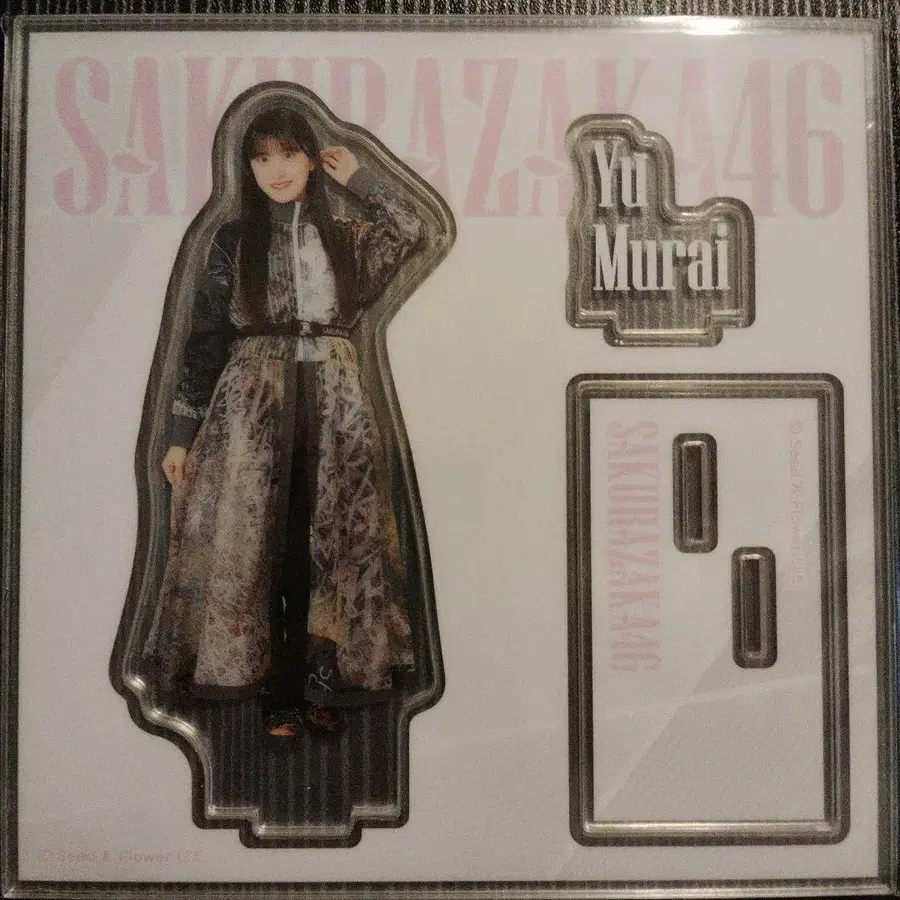 SAKURAZAKA46
Yu
Murai
SAKURAZAKA46
© Seed & Flower LLC
© Seed & Flower LLC